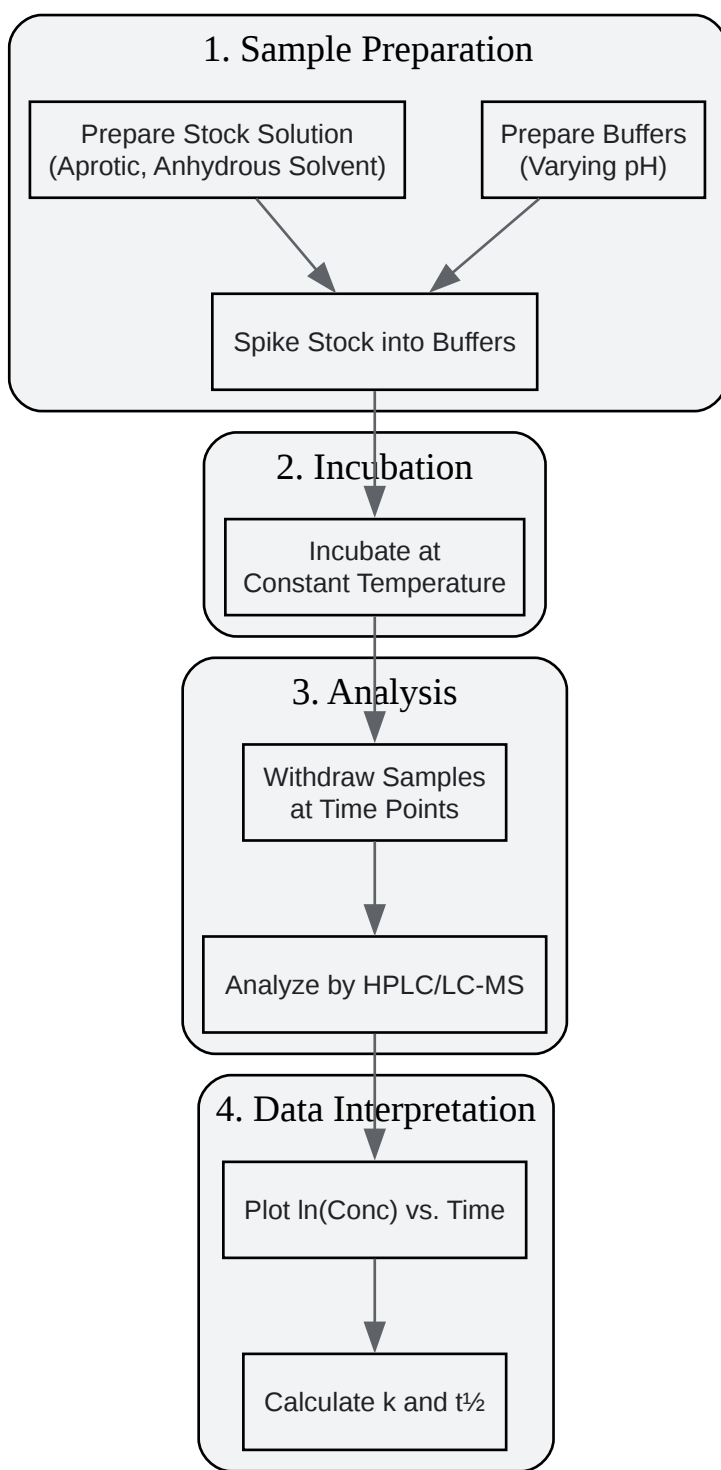 1. Sample Preparation
Prepare Stock Solution
(Aprotic, Anhydrous Solvent)
Prepare Buffers
(Varying pH)
Spike Stock into Buffers
2. Incubation
Incubate at
Constant Temperature
3. Analysis
Withdraw Samples
at Time Points
Analyze by HPLC/LC-MS
4. Data Interpretation
Plot ln(Conc) vs. Time
Calculate k and t½